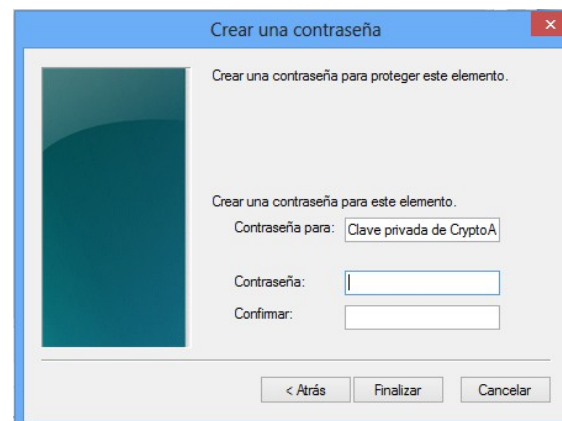 Crear una contraseña
Crear una contraseña para proteger este elemento.
Crear una contraseña para este elemento.
Contraseña para: Clave privada de CryptoA
Contraseña:
Confirmar:
< Atrás Finalizar Cancelar